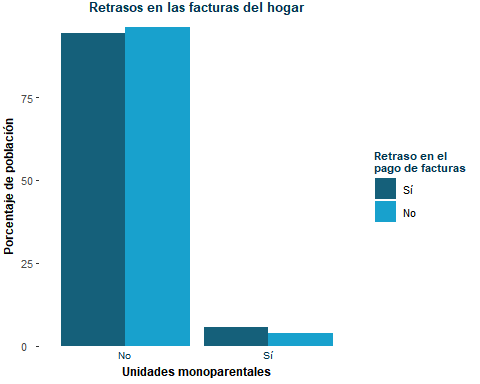 Retrasos en las facturas del hogar
Porcentaje de población
75
50
25
0
No
Sí
Unidades monoparentales
Retraso en el
pago de facturas
Sí
No